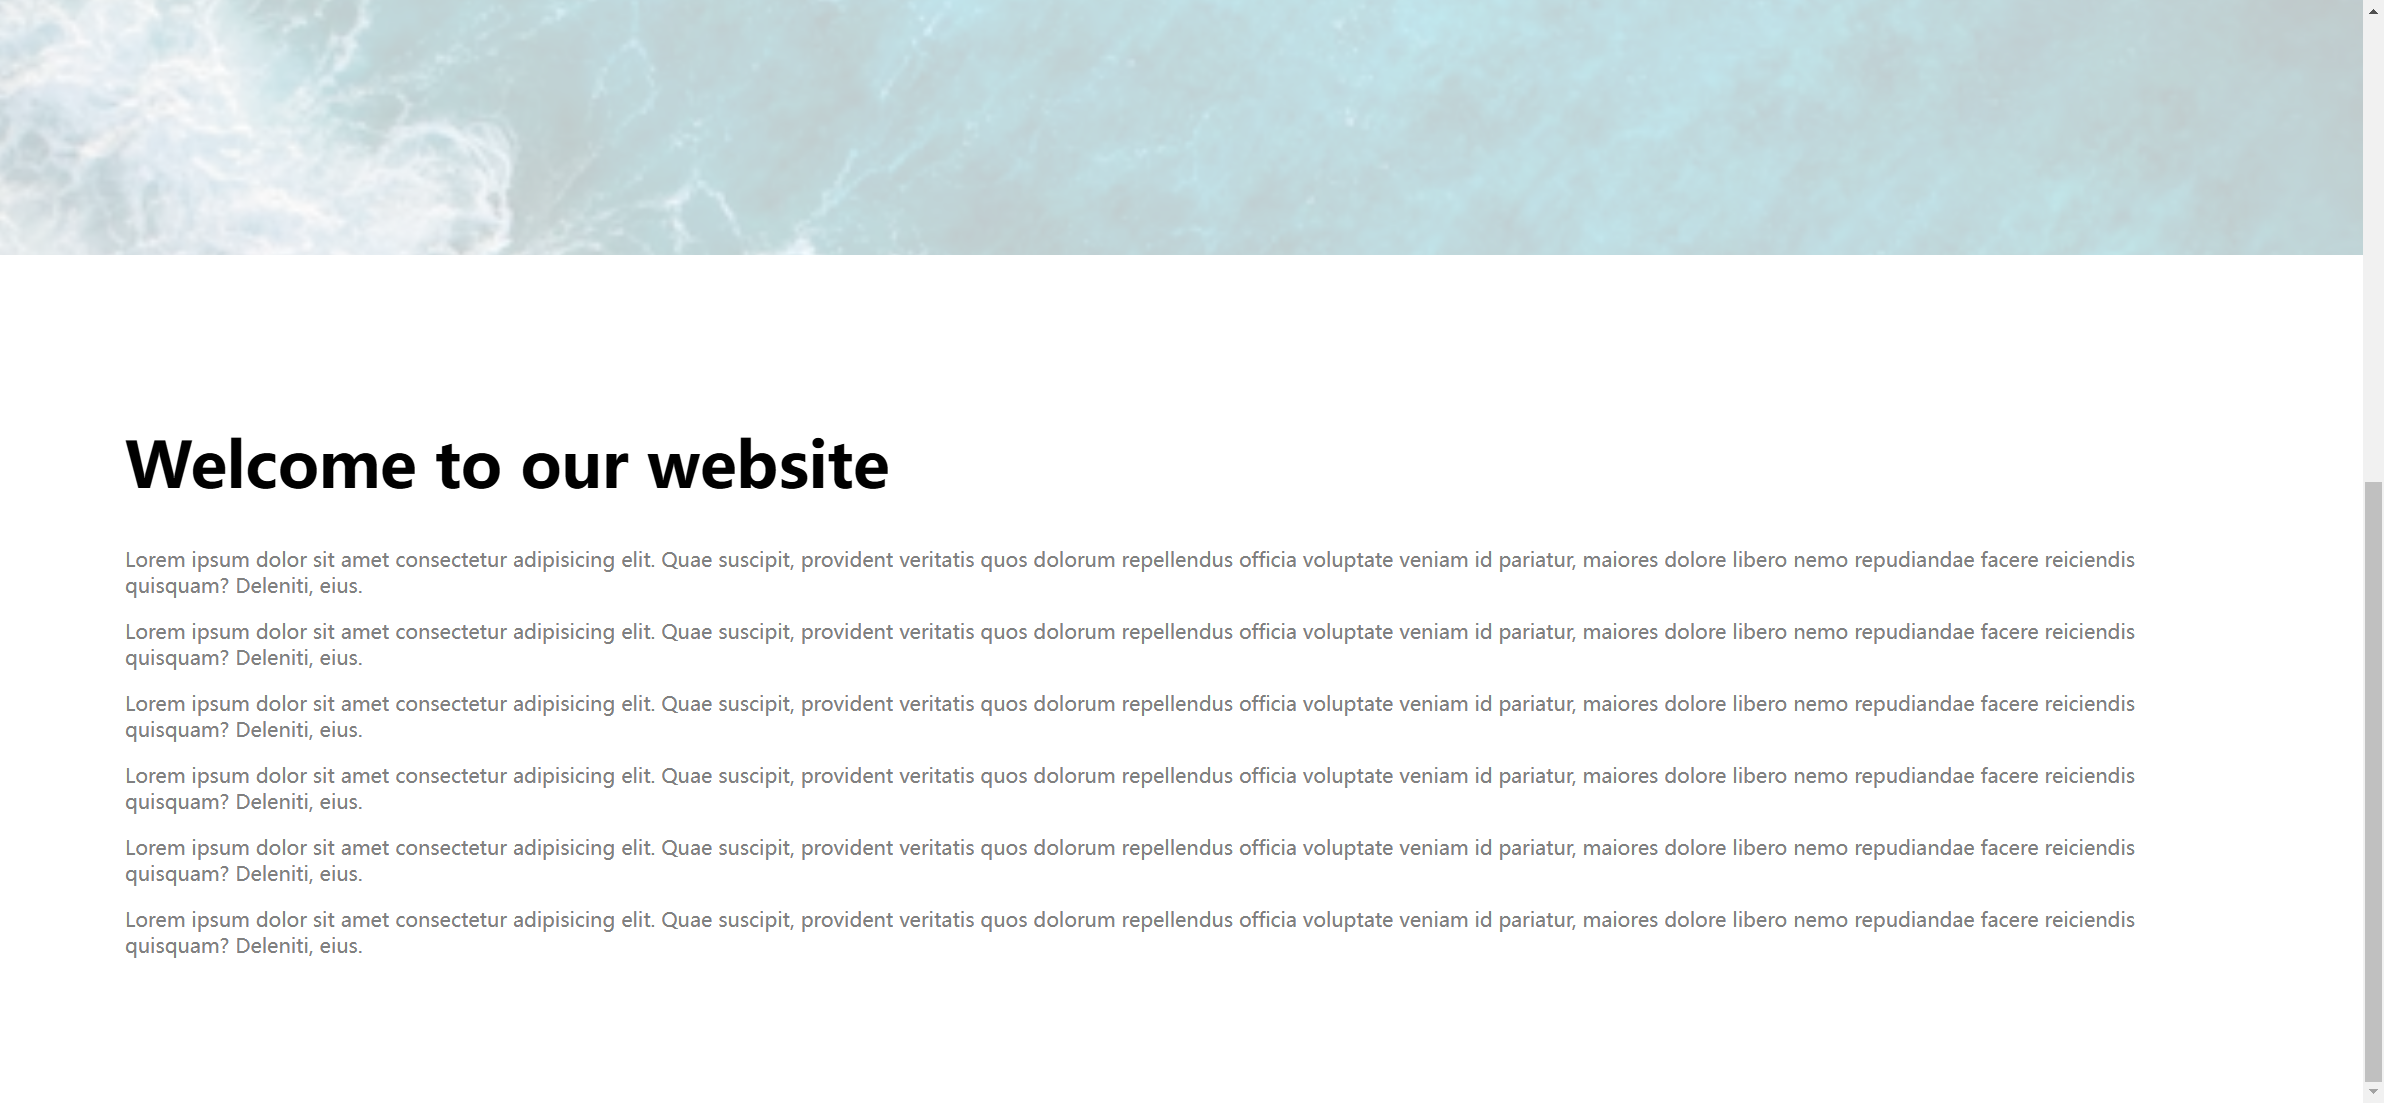 Welcome to our website
Lorem ipsum dolor sit amet consectetur adipisicing elit. Quae suscipit, provident veritatis quos dolorum repellendus officia voluptate veniam id pariatur, maiores dolore libero nemo repudiandae facere reiciendis
quisquam? Deleniti, eius.
Lorem ipsum dolor sit amet consectetur adipisicing elit. Quae suscipit, provident veritatis quos dolorum repellendus officia voluptate veniam id pariatur, maiores dolore libero nemo repudiandae facere reiciendis
quisquam? Deleniti, eius.
Lorem ipsum dolor sit amet consectetur adipisicing elit. Quae suscipit, provident veritatis quos dolorum repellendus officia voluptate veniam id pariatur, maiores dolore libero nemo repudiandae facere reiciendis
quisquam? Deleniti, eius.
Lorem ipsum dolor sit amet consectetur adipisicing elit. Quae suscipit, provident veritatis quos dolorum repellendus officia voluptate veniam id pariatur, maiores dolore libero nemo repudiandae facere reiciendis
quisquam? Deleniti, eius.
Lorem ipsum dolor sit amet consectetur adipisicing elit. Quae suscipit, provident veritatis quos dolorum repellendus officia voluptate veniam id pariatur, maiores dolore libero nemo repudiandae facere reiciendis
quisquam? Deleniti, eius.
Lorem ipsum dolor sit amet consectetur adipisicing elit. Quae suscipit, provident veritatis quos dolorum repellendus officia voluptate veniam id pariatur, maiores dolore libero nemo repudiandae facere reiciendis
quisquam? Deleniti, eius.